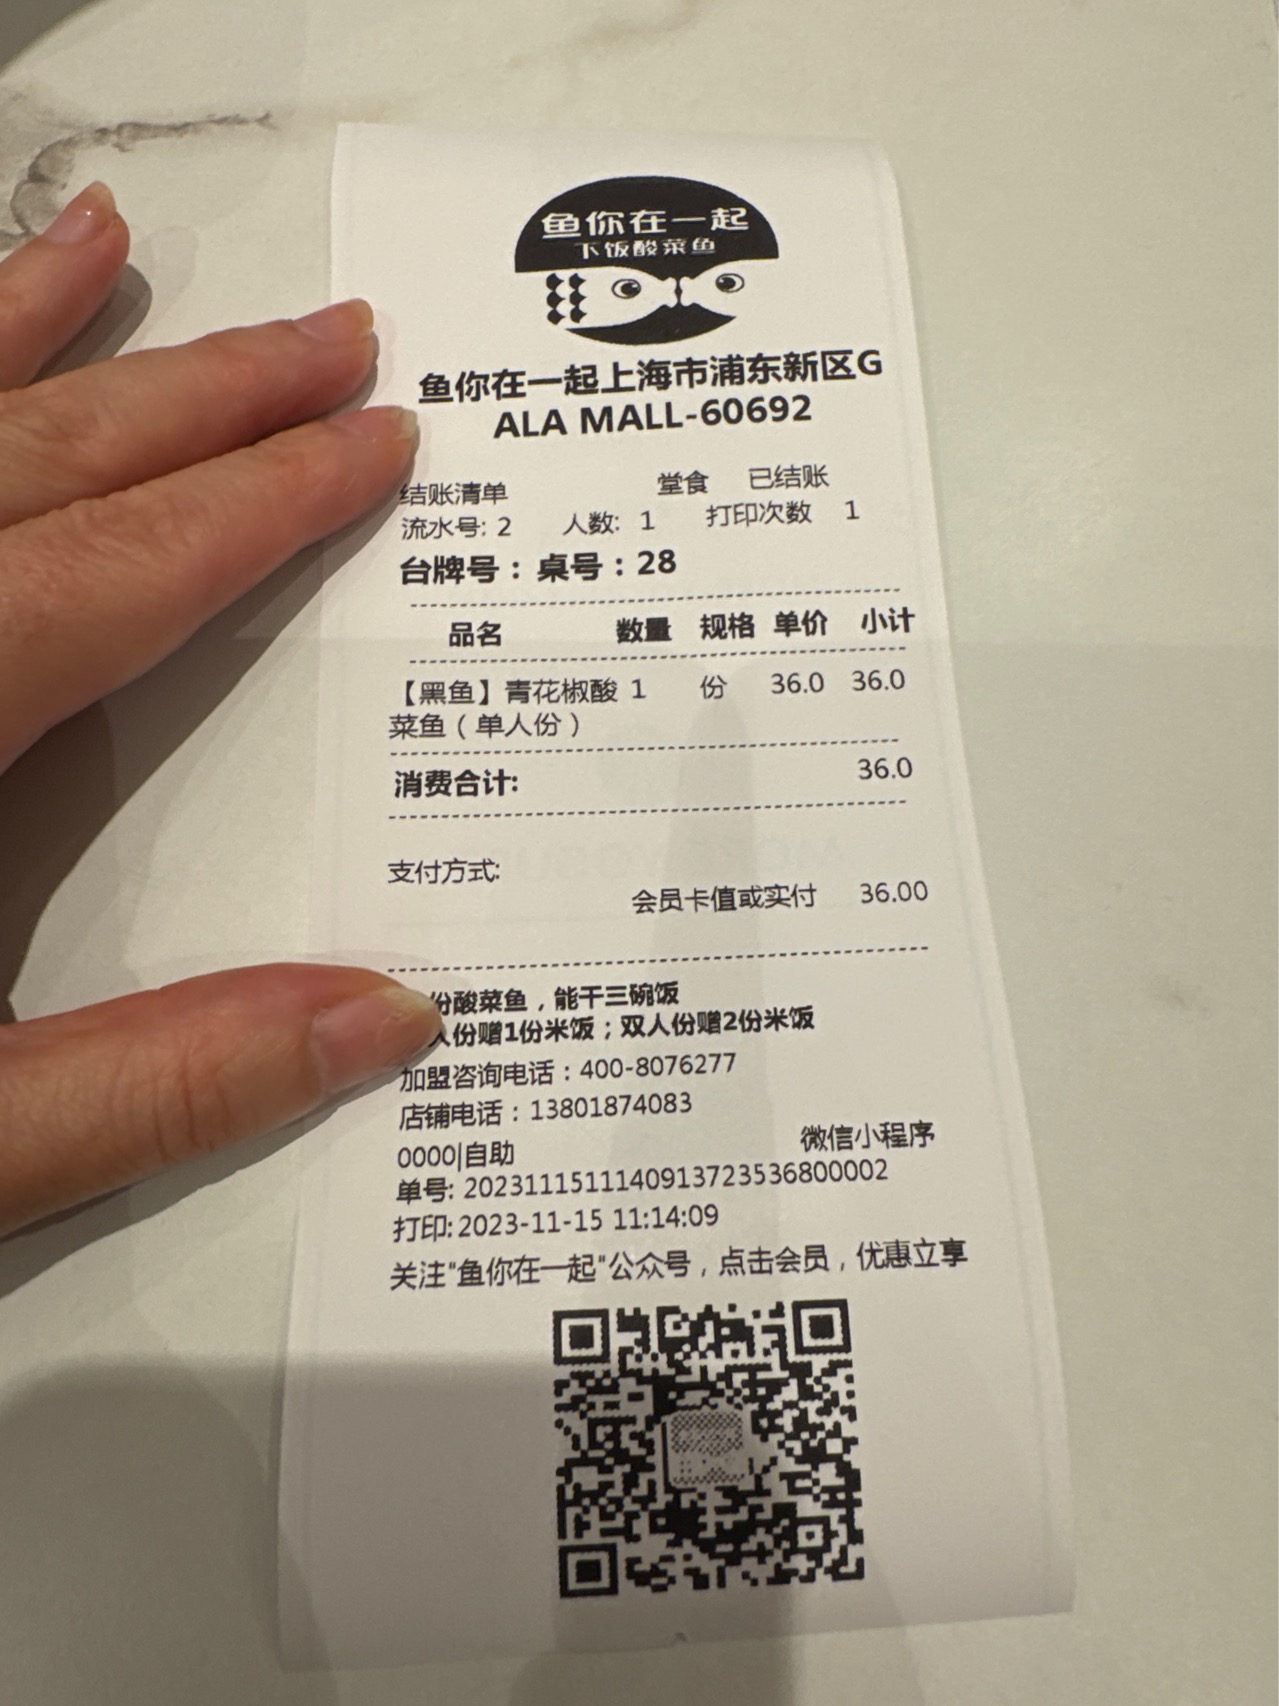 鱼你在一起
下饭酸菜鱼
鱼你在一起上海市浦东新区G
ALA MALL-60692
结账清单 堂食 已结账
流水号: 2 人数: 1 打印次数 1
台牌号：桌号：28
品名 数量 规格 单价 小计
【黑鱼】青花椒酸 1 份 36.0 36.0
菜鱼（单人份）
消费合计: 36.0
支付方式:
会员卡值或实付 36.00
份酸菜鱼，能干三碗饭
人份赠1份米饭；双人份赠2份米饭
加盟咨询电话：400-8076277
店铺电话：13801874083
0000|自助 微信小程序
单号: 2023111511140913723536800002
打印: 2023-11-15 11:14:09
关注"鱼你在一起"公众号，点击会员，优惠立享